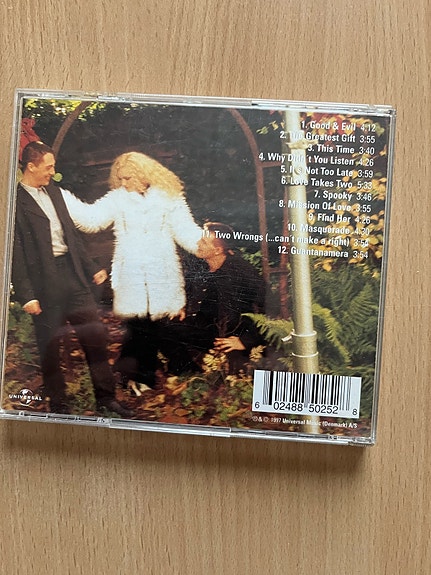 1. Good & Evil 4:12
2. The Greatest Gift 3:55
3. This Time 3:40
4. Why Didn't You Listen 4:26
5. It's Not Too Late 3:59
6. Love Takes Two 5:33
7. Spooky 3:46
8. Mission Of Love 3:55
9. Find Her 4:26
10. Masquerade 4:20
11. Two Wrongs (...can't make a right) 3:54
12. Guantanamera 3:54
UNIVERSAL
6 02488 50252 8
℗ & © 1997 Universal Music (Denmark) A/S